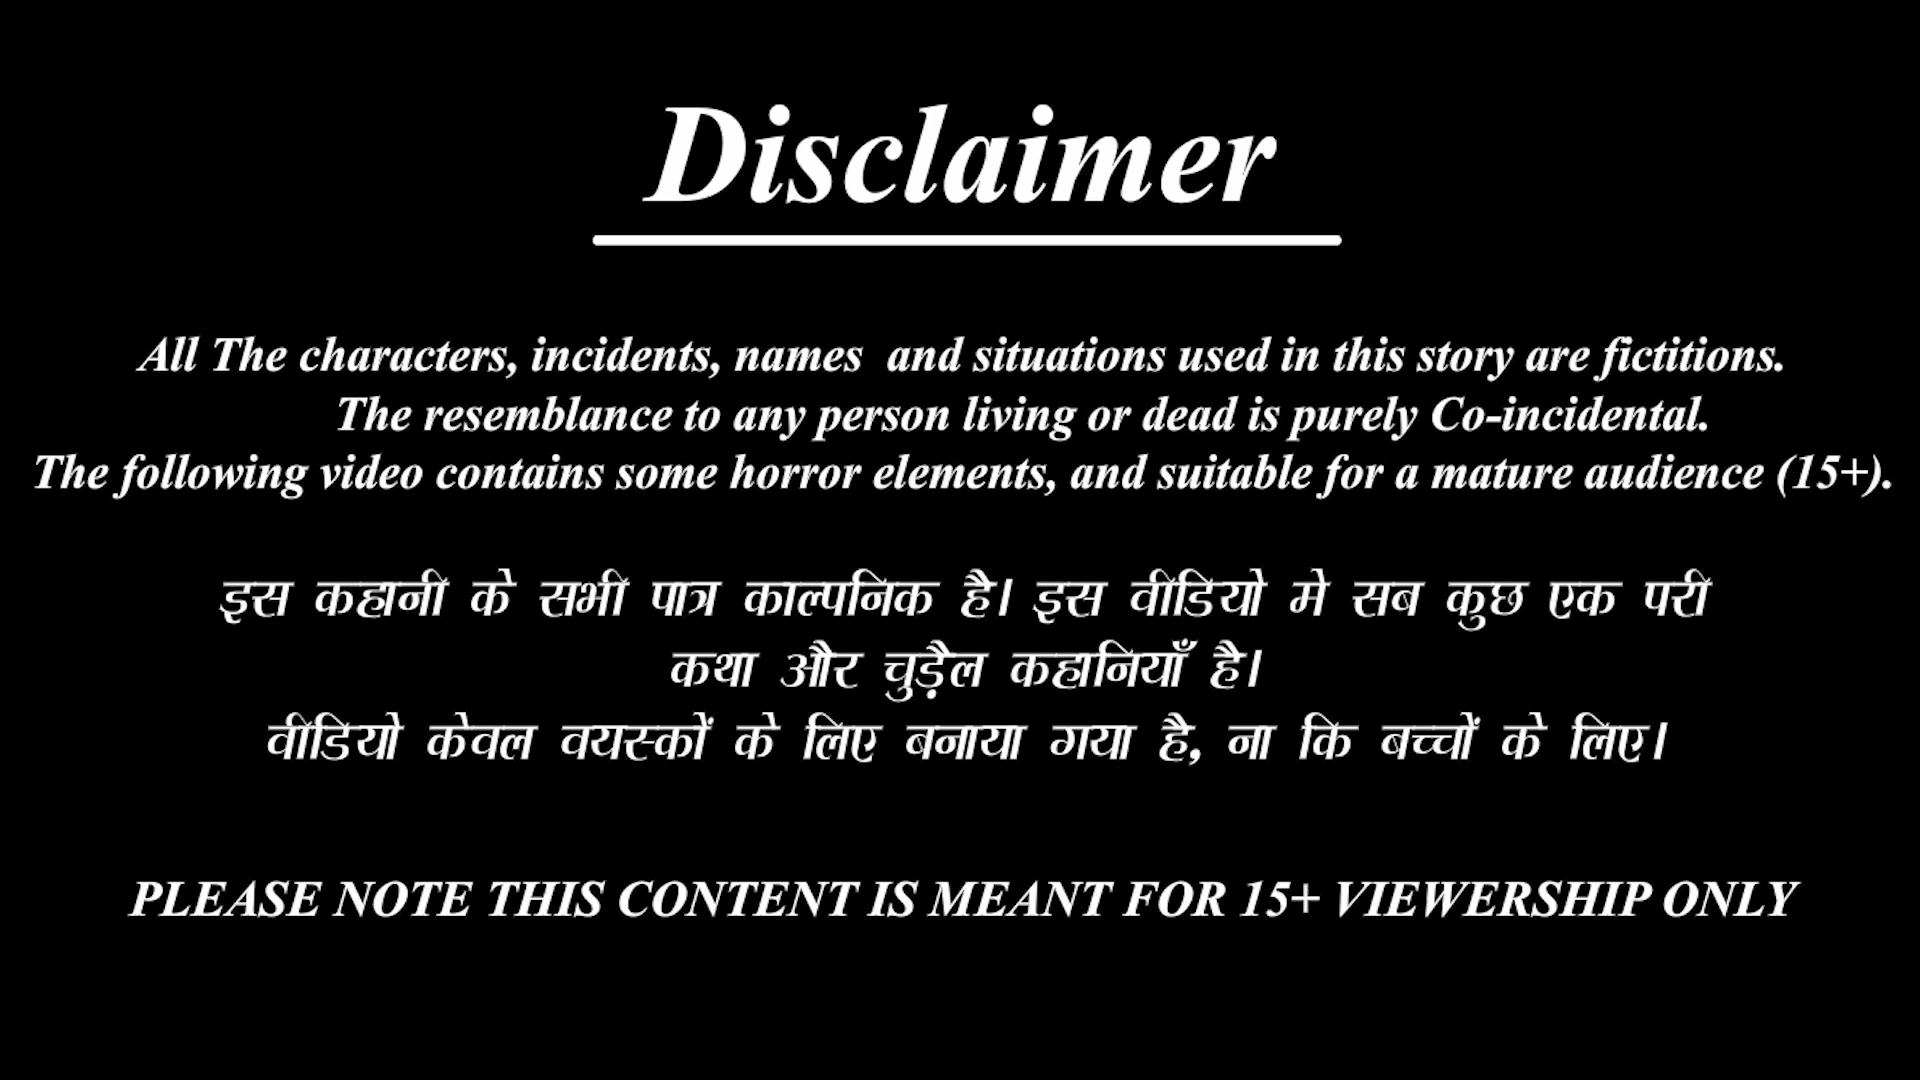 Disclaimer
All The characters, incidents, names and situations used in this story are fictitions.
The resemblance to any person living or dead is purely Co-incidental.
The following video contains some horror elements, and suitable for a mature audience (15+).
इस कहानी के सभी पात्र काल्पनिक है। इस वीडियो मे सब कुछ एक परी
कथा और चुड़ैल कहानियाँ है।
वीडियो केवल वयस्कों के लिए बनाया गया है, ना कि बच्चों के लिए।
PLEASE NOTE THIS CONTENT IS MEANT FOR 15+ VIEWERSHIP ONLY